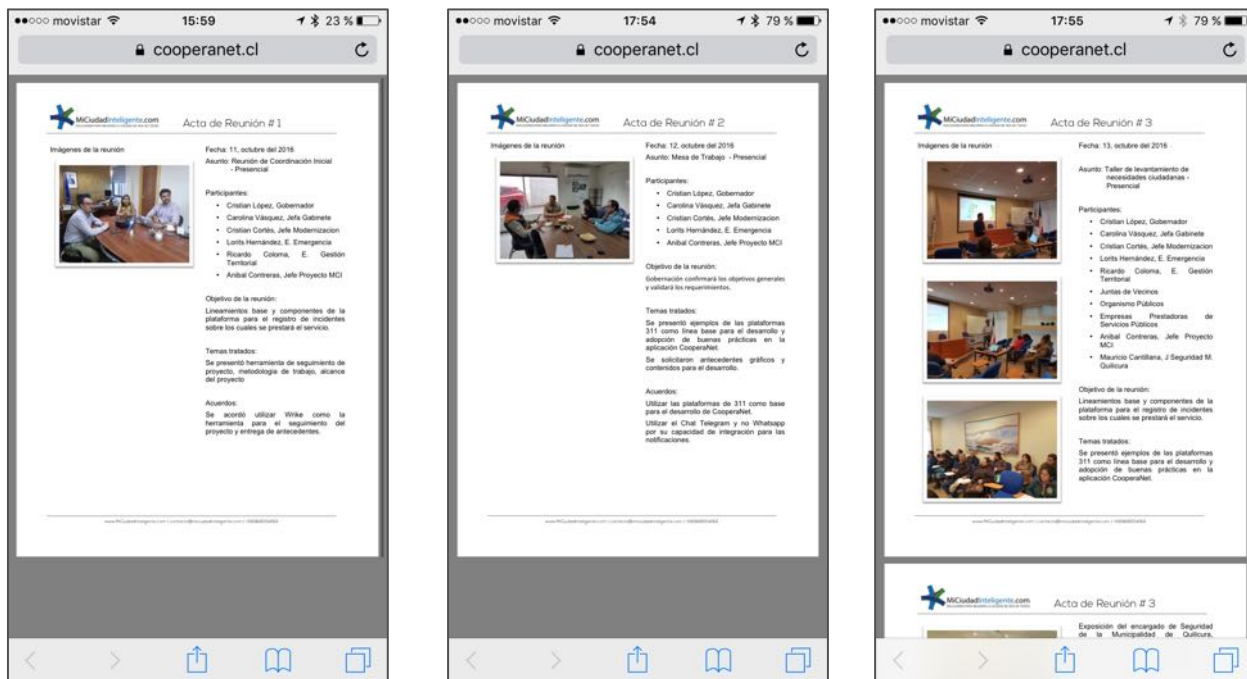 movistar 15:59 23 %
cooperanet.cl
MiCiudadInteligente.com
Acta de Reunión # 1
Imágenes de la reunión
Fecha: 11, octubre del 2016
Asunto: Reunión de Coordinación Inicial
- Presencial
Participantes:
• Cristian López, Gobernador
• Carolina Vásquez, Jefa Gabinete
• Cristian Cortés, Jefe Modernizacion
• Lorits Hernández, E. Emergencia
• Ricardo Coloma, E. Gestión
Territorial
• Anibal Contreras, Jefe Proyecto MCI
Objetivo de la reunión:
Lineamientos base y componentes de la
plataforma para el registro de incidentes
sobre los cuales se prestará el servicio.
Temas tratados:
Se presentó herramienta de seguimiento de
proyecto, metodología de trabajo, alcance
del proyecto
Acuerdos:
Se acordó utilizar Wrike como la
herramienta para el seguimiento del
proyecto y entrega de antecedentes.
movistar 17:54 79 %
cooperanet.cl
MiCiudadInteligente.com
Acta de Reunión # 2
Imágenes de la reunión
Fecha: 12, octubre del 2016
Asunto: Mesa de Trabajo - Presencial
Participantes:
• Cristian López, Gobernador
• Carolina Vásquez, Jefa Gabinete
• Cristian Cortés, Jefe Modernizacion
• Lorits Hernández, E. Emergencia
• Anibal Contreras, Jefe Proyecto MCI
Objetivo de la reunión:
Gobernación confirmará los objetivos generales
y validará los requerimientos.
Temas tratados:
Se presentó ejemplos de las plataformas
311 como línea base para el desarrollo y
adopción de buenas prácticas en la
aplicación CooperaNet.
Se solicitaron antecedentes gráficos y
contenidos para el desarrollo.
Acuerdos:
Utilizar las plataformas de 311 como base
para el desarrollo de CooperaNet.
Utilizar el Chat Telegram y no Whatsapp
por su capacidad de integración para las
notificaciones.
movistar 17:55 79 %
cooperanet.cl
MiCiudadInteligente.com
Acta de Reunión # 3
Imágenes de la reunión
Fecha: 13, octubre del 2016
Asunto: Taller de levantamiento de
necesidades ciudadanas -
Presencial
Participantes:
• Cristian López, Gobernador
• Carolina Vásquez, Jefa Gabinete
• Cristian Cortés, Jefe Modernizacion
• Lorits Hernández, E. Emergencia
• Ricardo Coloma, E. Gestión
Territorial
• Juntas de Vecinos
• Organismo Públicos
• Empresas Prestadoras de
Servicios Públicos
• Anibal Contreras, Jefe Proyecto
MCI
• Mauricio Cantillana, J Seguridad M.
Quilicura
Objetivo de la reunión:
Lineamientos base y componentes de la
plataforma para el registro de incidentes
sobre los cuales se prestará el servicio.
Temas tratados:
Se presentó ejemplos de las plataformas
311 como línea base para el desarrollo y
adopción de buenas prácticas en la
aplicación CooperaNet.
MiCiudadInteligente.com
Acta de Reunión # 3
Exposición del encargado de Seguridad
de la Municipalidad de Quilicura,